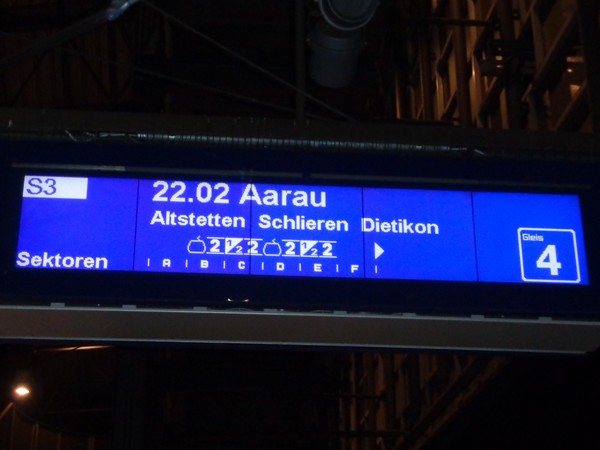 S3
22.02 Aarau
Altstetten Schlieren Dietikon
2 1/2 2 2 1/2 2
Sektoren
A B C D E F
Gleis
4